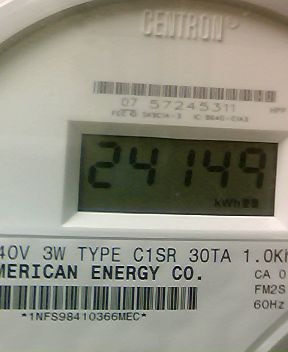 CENTRON
07 57245311
24149
kWh
40V 3W TYPE C1SR 30TA 1.0Kh
MERICAN ENERGY CO.
CA 0
FM2S
60Hz
*1NFS98410366MEC*